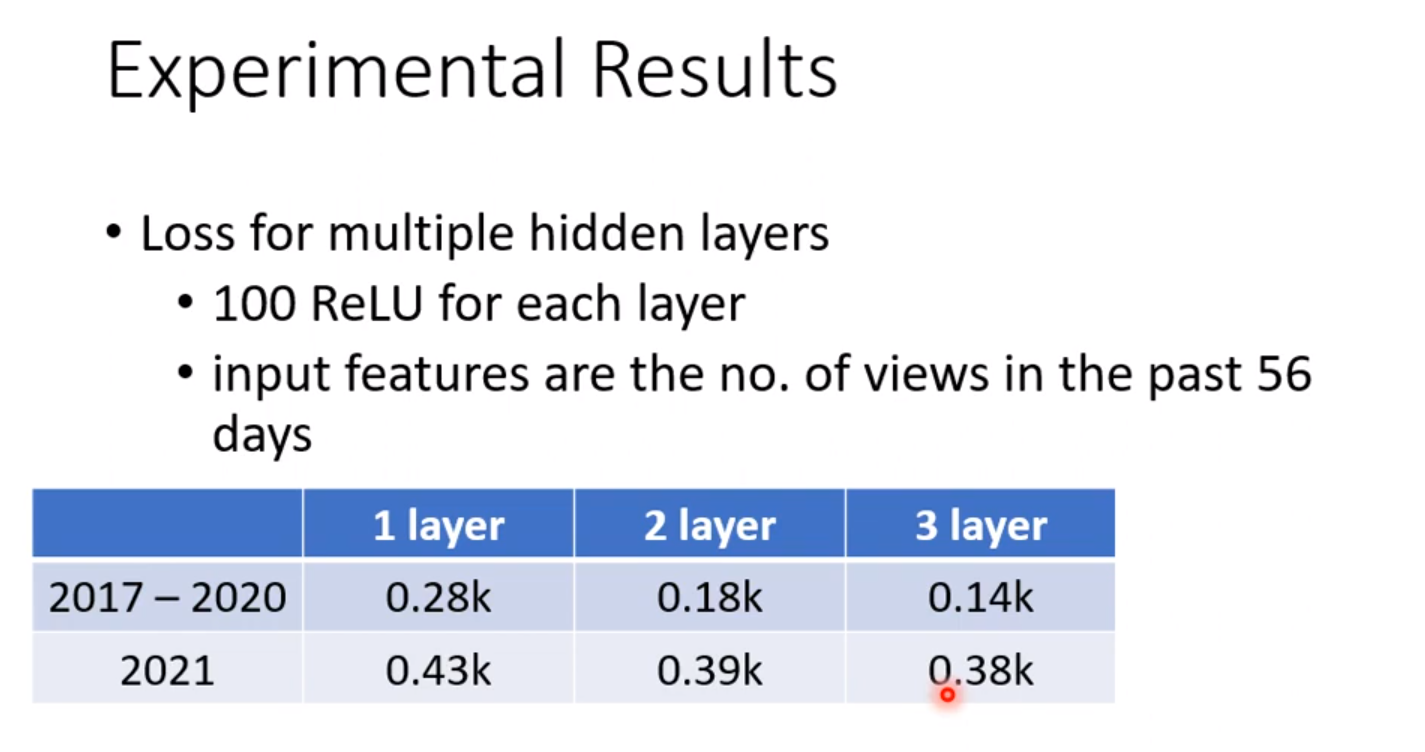 Experimental Results
• Loss for multiple hidden layers
• 100 ReLU for each layer
• input features are the no. of views in the past 56
days
1 layer 2 layer 3 layer
2017 – 2020 0.28k 0.18k 0.14k
2021 0.43k 0.39k 0.38k